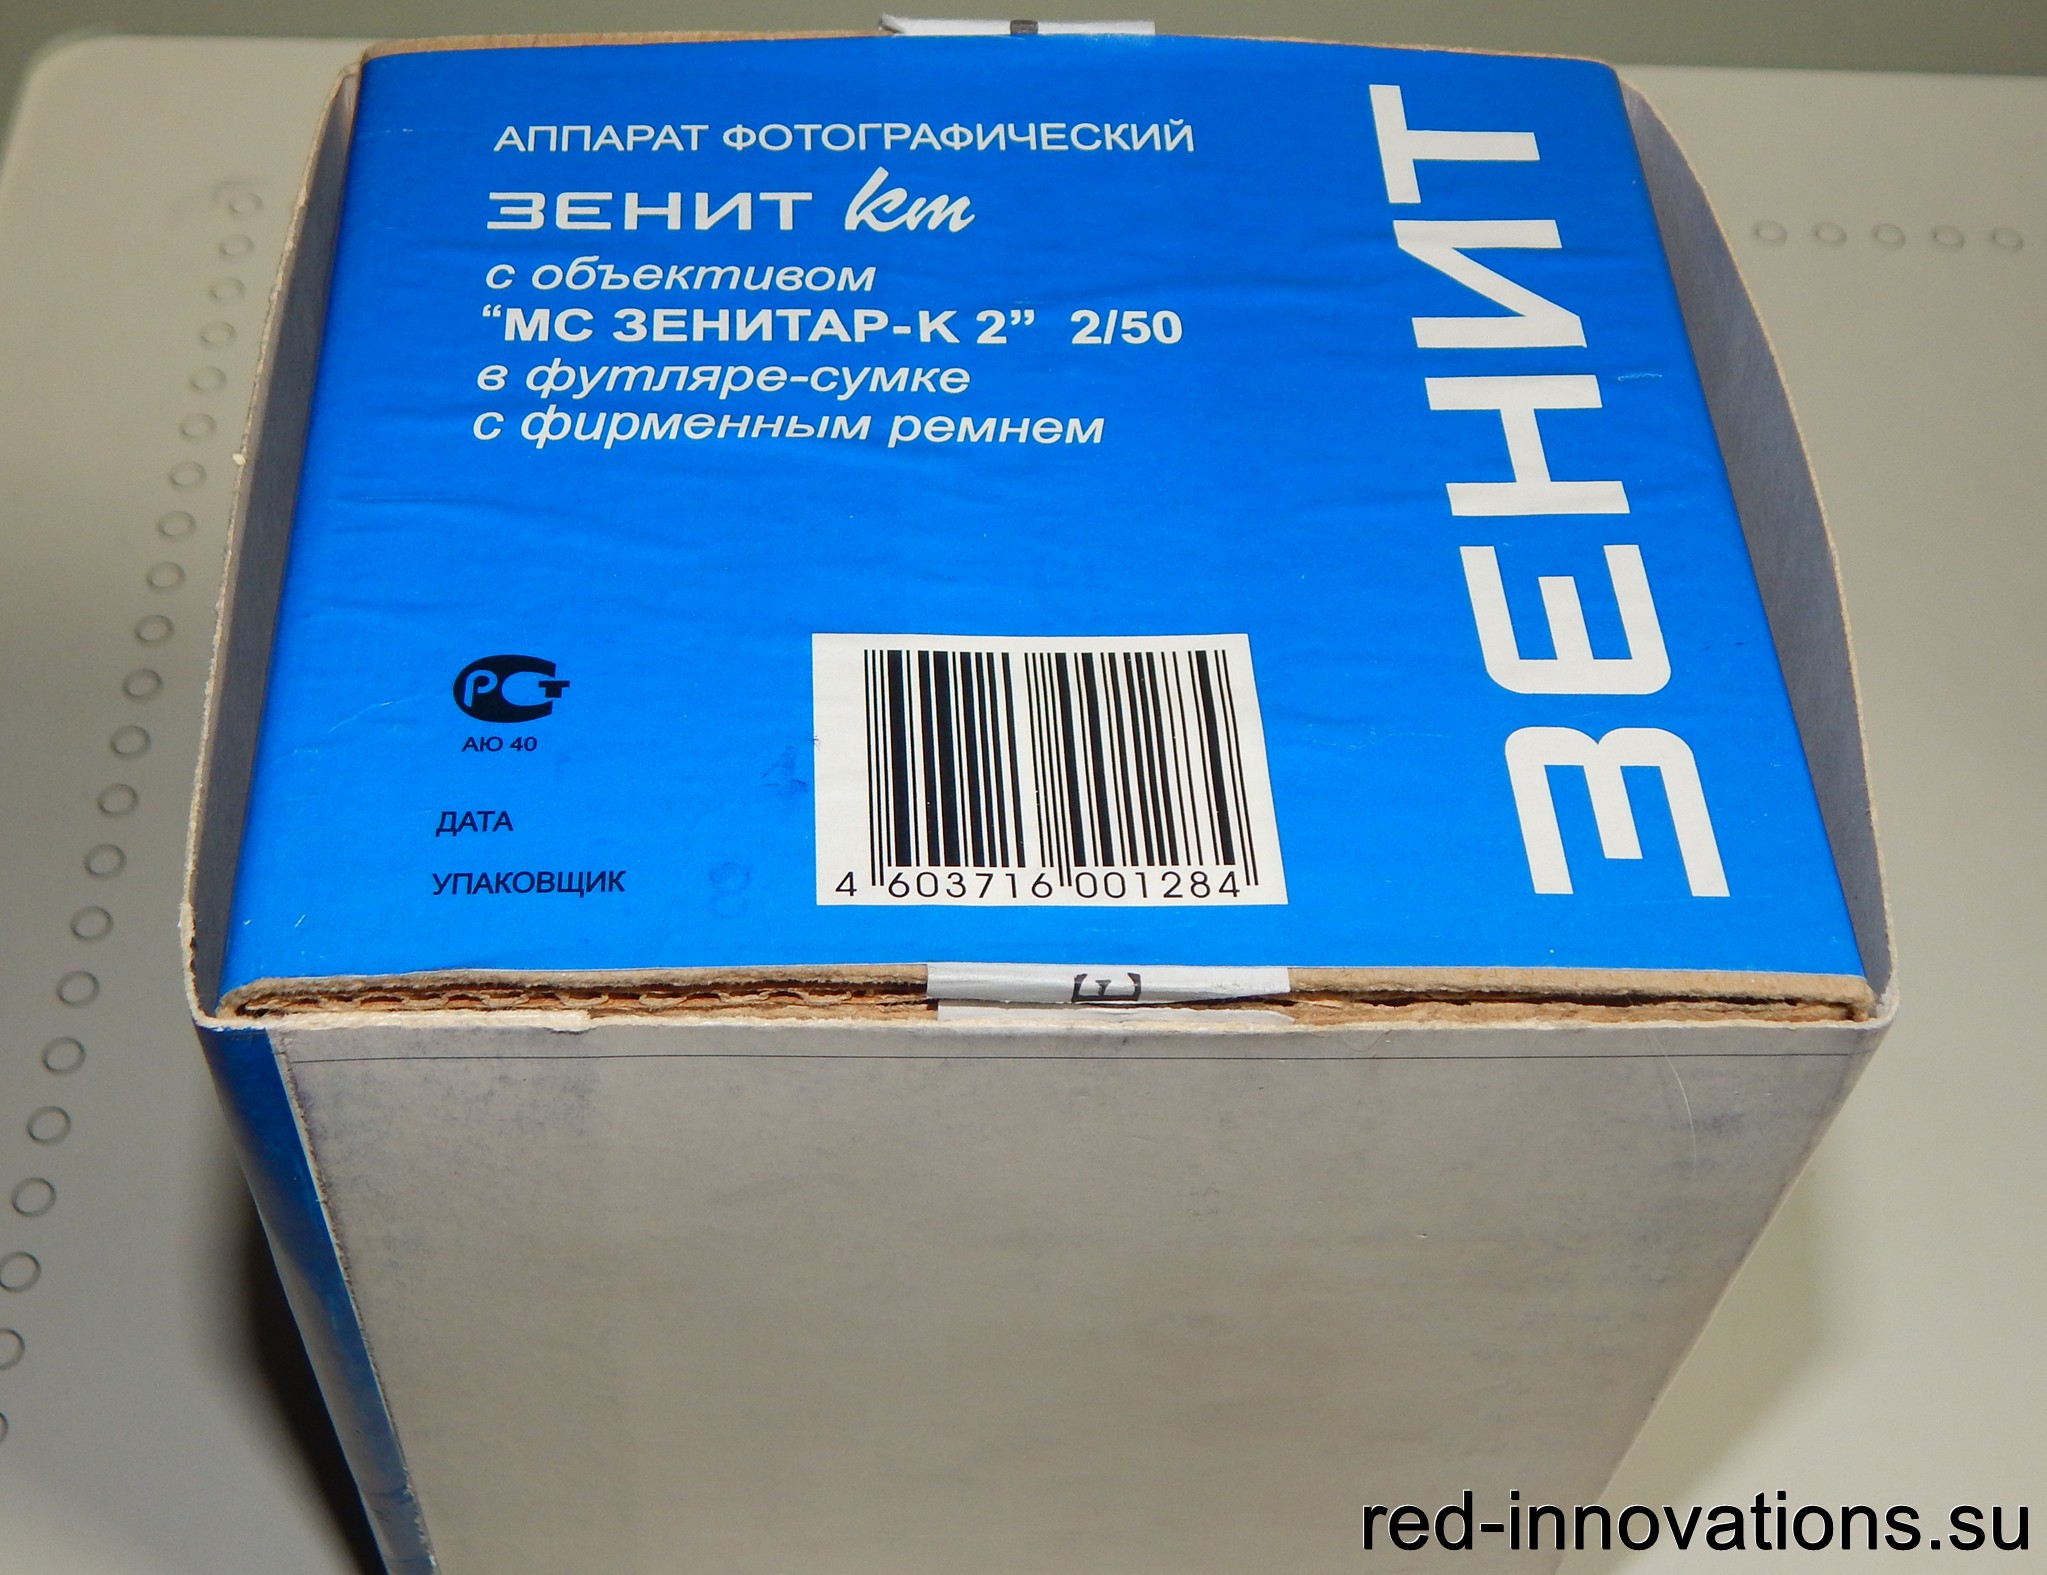 АППАРАТ ФОТОГРАФИЧЕСКИЙ
ЗЕНИТ km
с объективом
“МС ЗЕНИТАР-К 2” 2/50
в футляре-сумке
с фирменным ремнем
ЗЕНИТ
РСТ
АЮ 40
ДАТА
УПАКОВЩИК
4 603716 001284
red-innovations.su